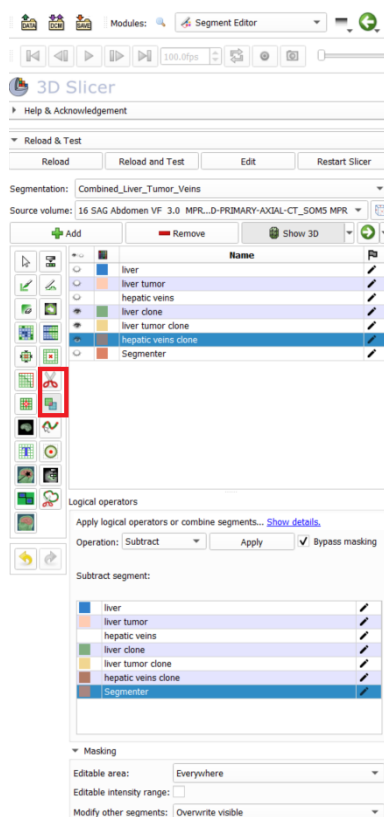 DATA DCM SAVE Modules: Segment Editor
100.0fps
3D Slicer
Help & Acknowledgement
Reload & Test
Reload Reload and Test Edit Restart Slicer
Segmentation: Combined_Liver_Tumor_Veins
Source volume: 16 SAG Abdomen VF 3.0 MPR...D-PRIMARY-AXIAL-CT_SOM5 MPR
Add Remove Show 3D
Name
liver
liver tumor
hepatic veins
liver clone
liver tumor clone
hepatic veins clone
Segmenter
T
Logical operators
Apply logical operators or combine segments... Show details.
Operation: Subtract Apply Bypass masking
Subtract segment:
liver
liver tumor
hepatic veins
liver clone
liver tumor clone
hepatic veins clone
Segmenter
Masking
Editable area: Everywhere
Editable intensity range:
Modify other segments: Overwrite visible